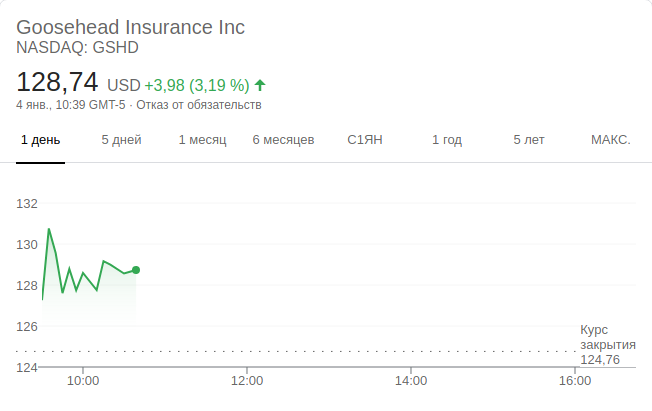 Goosehead Insurance Inc
NASDAQ: GSHD
128,74 USD +3,98 (3,19 %)
4 янв., 10:39 GMT-5 · Отказ от обязательств
1 день 5 дней 1 месяц 6 месяцев С1ЯН 1 год 5 лет МАКС.
132
130
128
126
124
Курс
закрытия
124,76
10:00 12:00 14:00 16:00